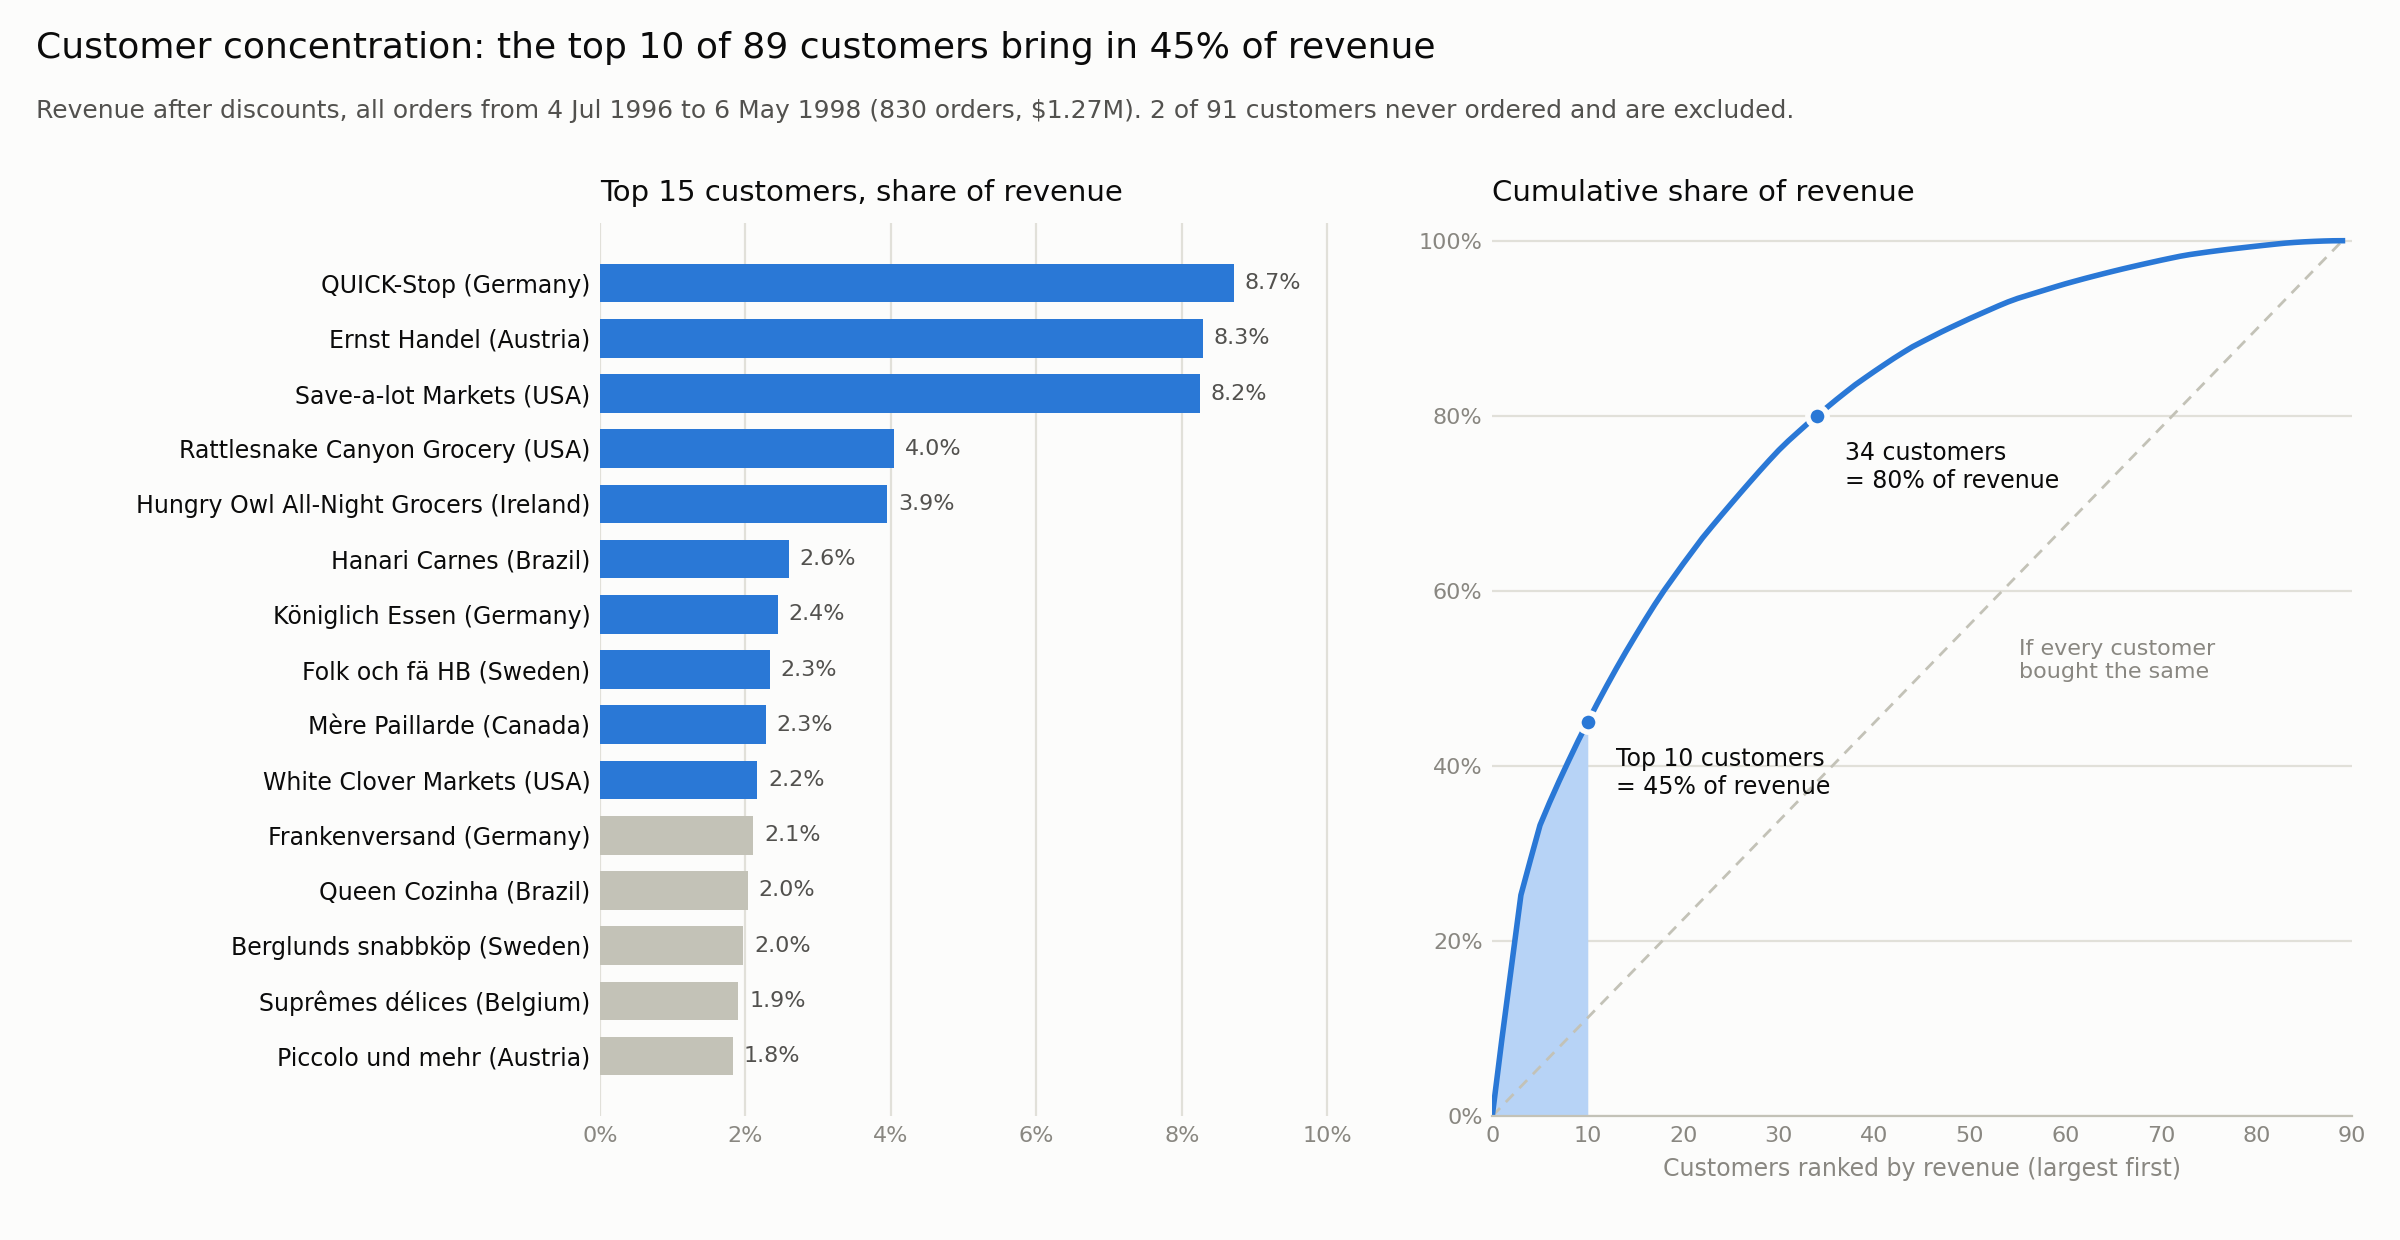 Customer concentration: the top 10 of 89 customers bring in 45% of revenue
Revenue after discounts, all orders from 4 Jul 1996 to 6 May 1998 (830 orders, $1.27M). 2 of 91 customers never ordered and are excluded.
Top 15 customers, share of revenue
QUICK-Stop (Germany) 8.7%
Ernst Handel (Austria) 8.3%
Save-a-lot Markets (USA) 8.2%
Rattlesnake Canyon Grocery (USA) 4.0%
Hungry Owl All-Night Grocers (Ireland) 3.9%
Hanari Carnes (Brazil) 2.6%
Königlich Essen (Germany) 2.4%
Folk och fä HB (Sweden) 2.3%
Mère Paillarde (Canada) 2.3%
White Clover Markets (USA) 2.2%
Frankenversand (Germany) 2.1%
Queen Cozinha (Brazil) 2.0%
Berglunds snabbköp (Sweden) 2.0%
Suprêmes délices (Belgium) 1.9%
Piccolo und mehr (Austria) 1.8%
0% 2% 4% 6% 8% 10%
Cumulative share of revenue
100%
80%
60%
40%
20%
0%
34 customers
= 80% of revenue
If every customer
bought the same
Top 10 customers
= 45% of revenue
0 10 20 30 40 50 60 70 80 90
Customers ranked by revenue (largest first)